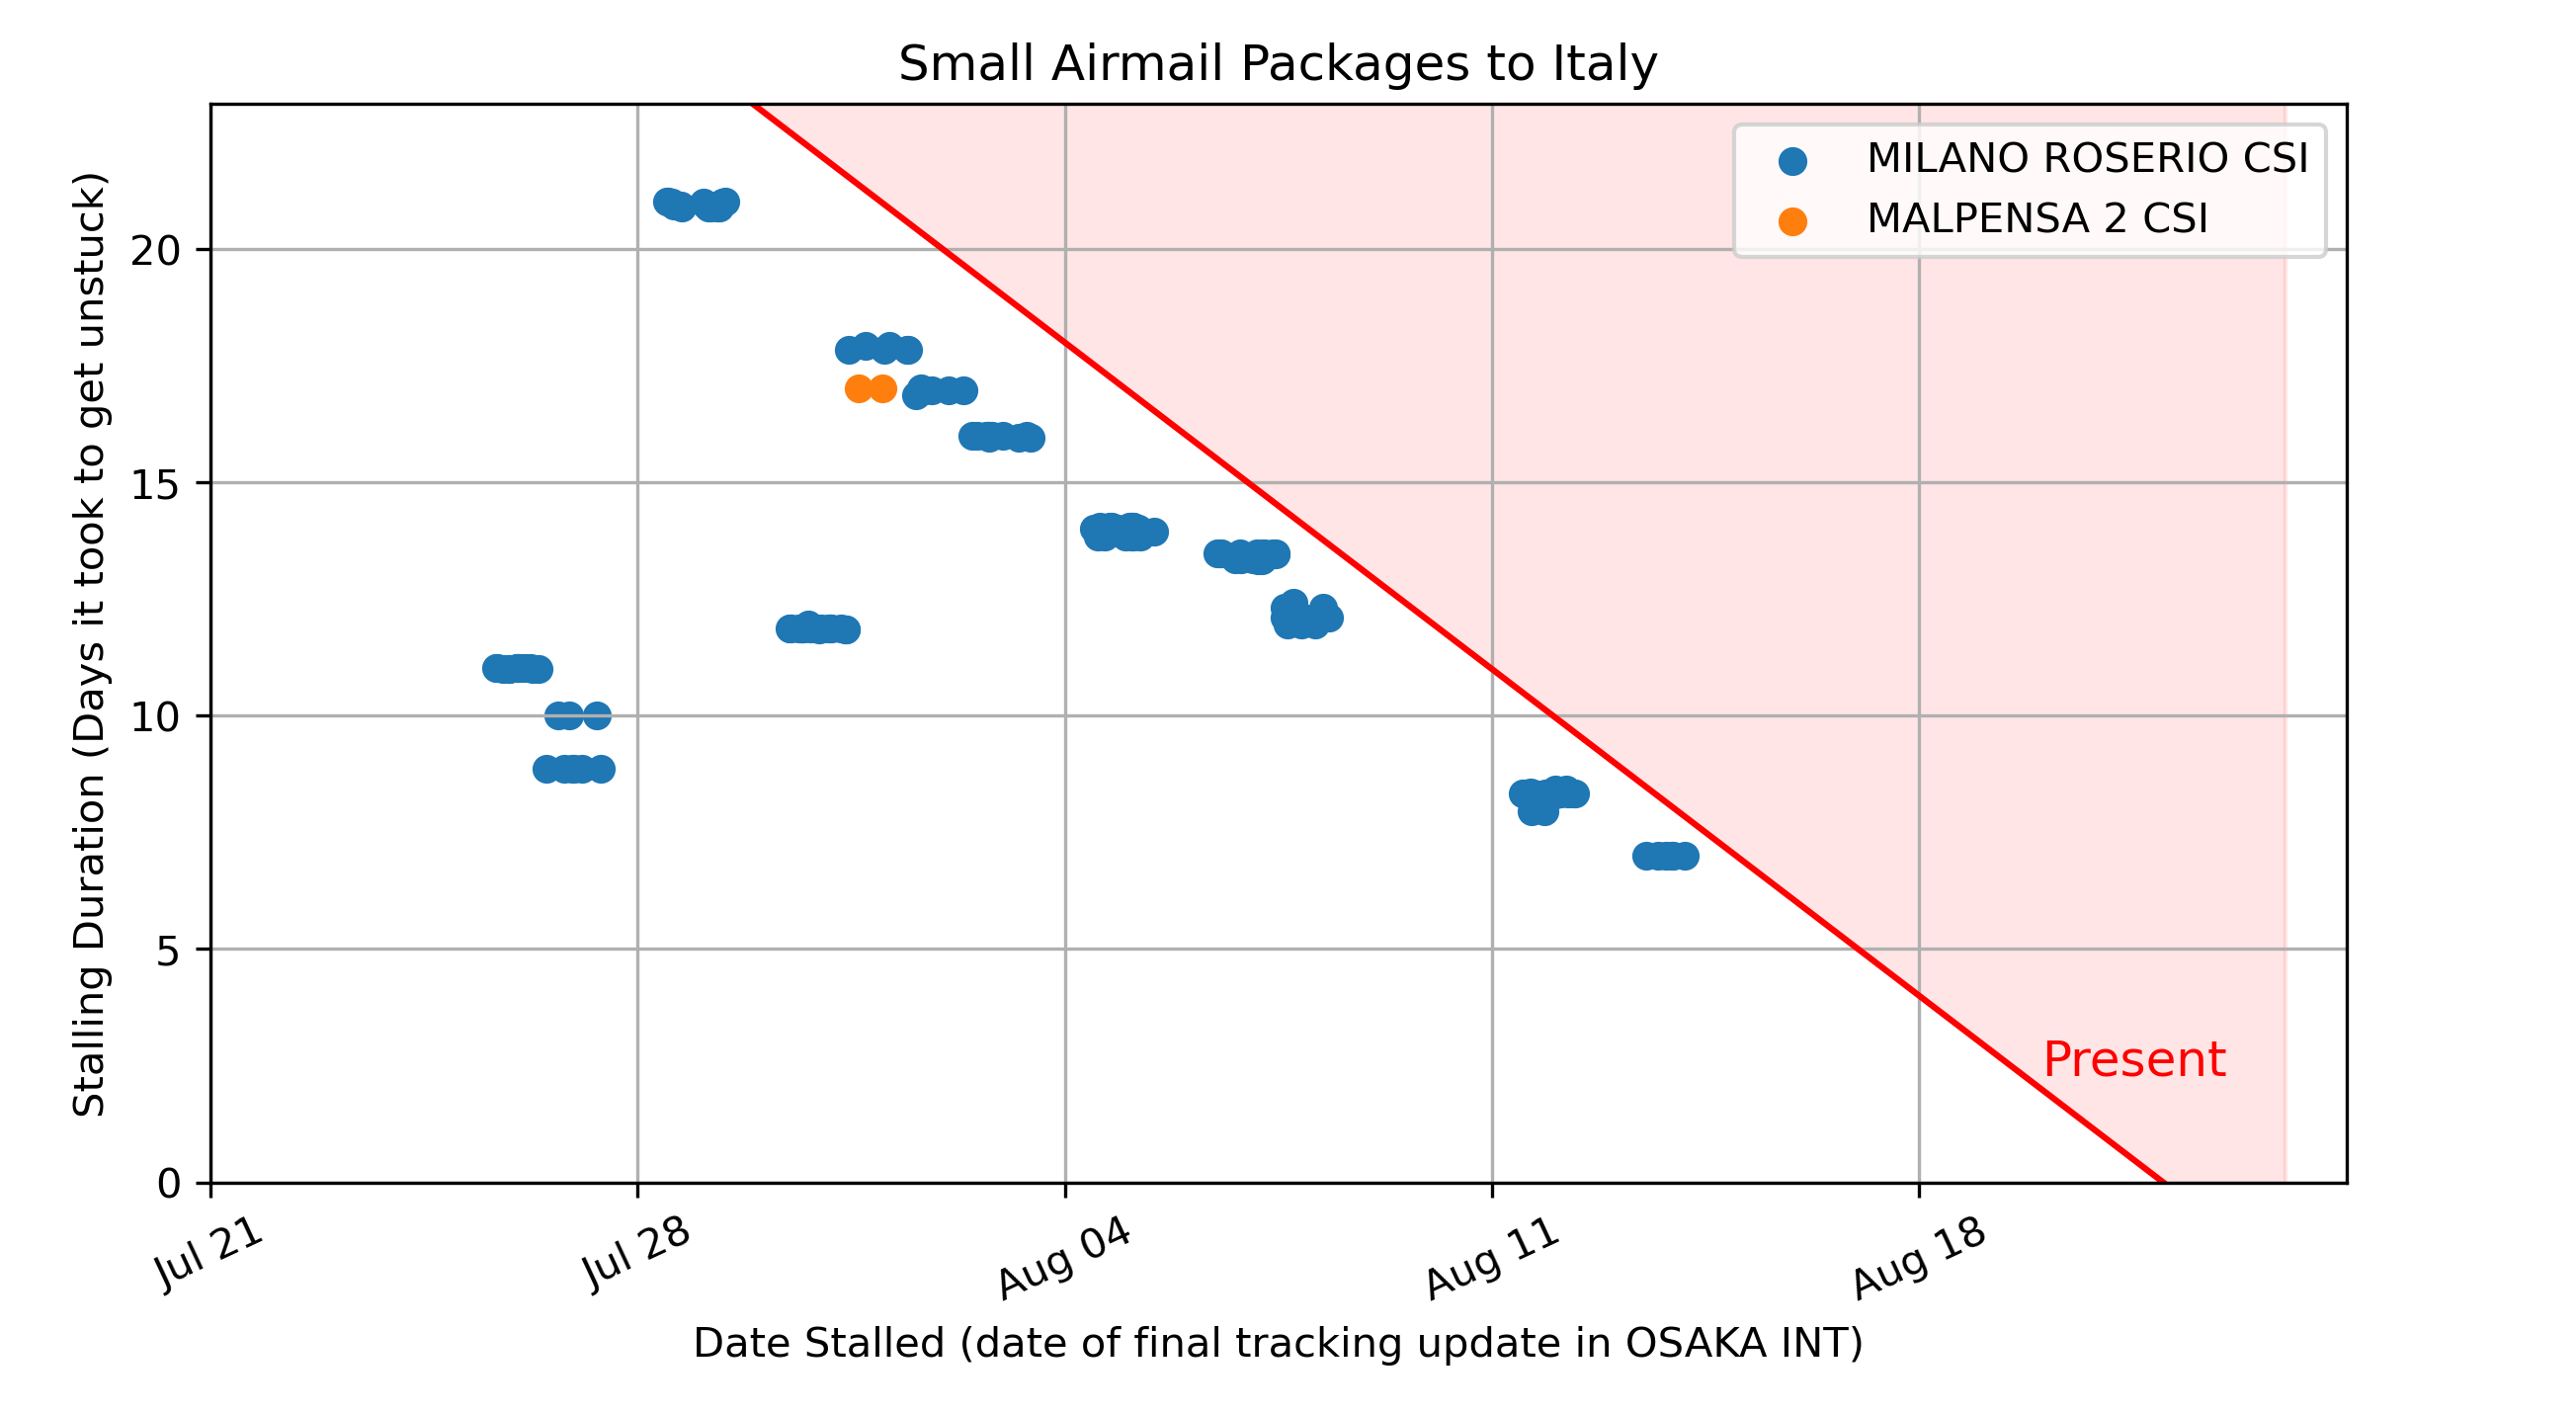 Small Airmail Packages to Italy
MILANO ROSERIO CSI
MALPENSA 2 CSI
Stalling Duration (Days it took to get unstuck)
20
15
10
5
0
Present
Jul 21
Jul 28
Aug 04
Aug 11
Aug 18
Date Stalled (date of final tracking update in OSAKA INT)